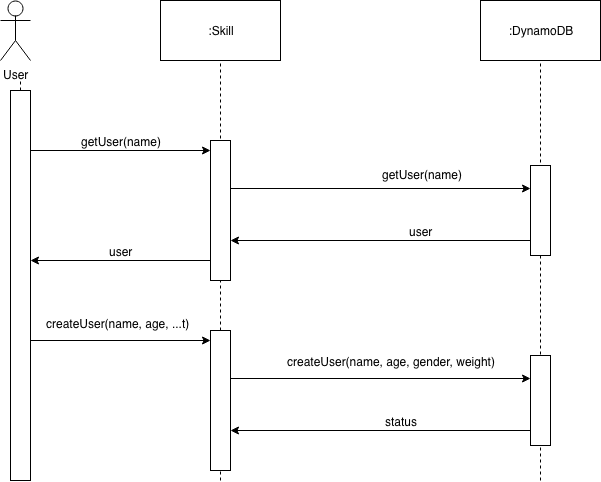 :Skill
:DynamoDB
User
getUser(name)
getUser(name)
user
user
createUser(name, age, ...t)
createUser(name, age, gender, weight)
status